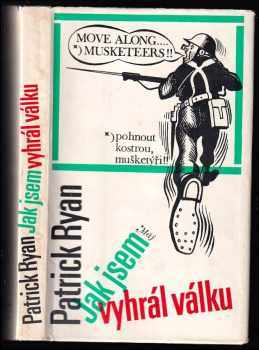 Patrick Ryan Jak jsem vyhrál válku
MOVE ALONG....
*) MUSKETEERS!!
*) pohnout
kostrou,
mušketýři!!
Patrick Ryan
Jak jsem
vyhrál válku